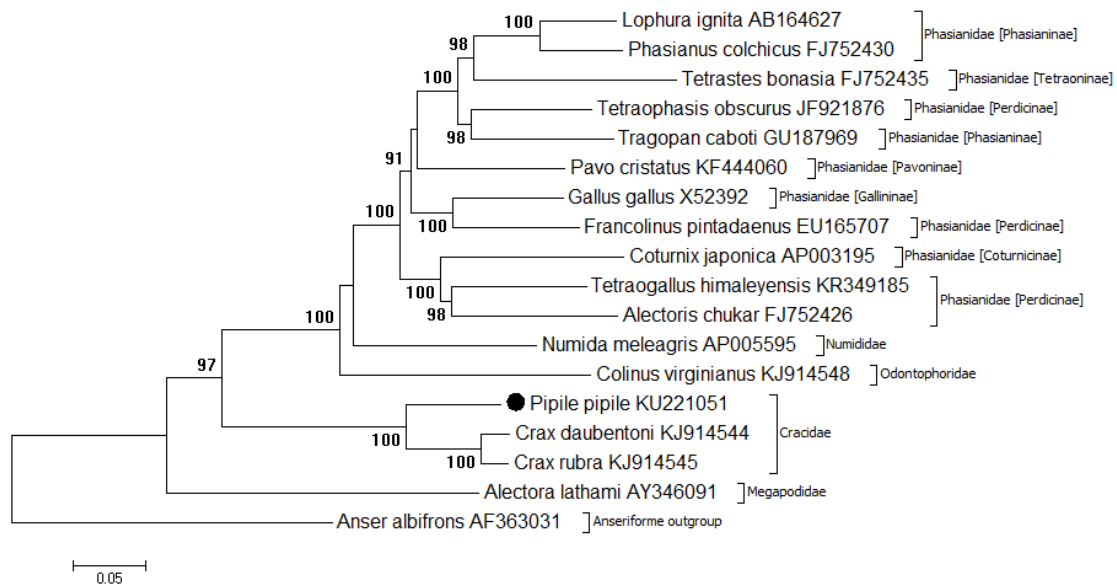 100
Lophura ignita AB164627
Phasianidae [Phasianinae]
98
Phasianus colchicus FJ752430
100
Tetrastes bonasia FJ752435
Phasianidae [Tetraoninae]
Tetraophasis obscurus JF921876
Phasianidae [Perdicinae]
98
Tragopan caboti GU187969
Phasianidae [Phasianinae]
91
Pavo cristatus KF444060
Phasianidae [Pavoninae]
Gallus gallus X52392
Phasianidae [Gallininae]
100
100
Francolinus pintadaenus EU165707
Phasianidae [Perdicinae]
Coturnix japonica AP003195
Phasianidae [Coturnicinae]
100
Tetraogallus himaleyensis KR349185
Phasianidae [Perdicinae]
98
Alectoris chukar FJ752426
100
Numida meleagris AP005595
Numididae
97
Colinus virginianus KJ914548
Odontophoridae
Pipile pipile KU221051
100
Crax daubentoni KJ914544
Cracidae
100
Crax rubra KJ914545
Alectora lathami AY346091
Megapodidae
Anser albifrons AF363031
Anseriforme outgroup
0.05